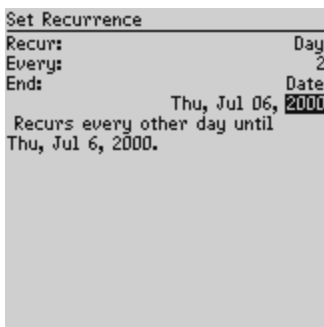 Set Recurrence
Recur: Day
Every: 2
End: Date
Thu, Jul 06, 2000
Recurs every other day until
Thu, Jul 6, 2000.